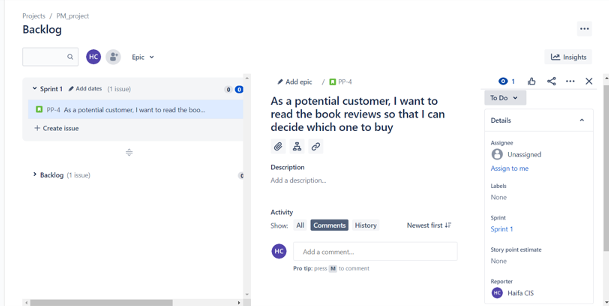 Projects / PM_project
Backlog
HC
Epic
Insights
Sprint 1 Add dates (1 issue) 0 0
PP-4 As a potential customer, I want to read the boo...
+ Create issue
Backlog (1 issue)
Add epic / PP-4
1
As a potential customer, I want to
read the book reviews so that I can
decide which one to buy
Description
Add a description...
Activity
Show: All Comments History Newest first
HC Add a comment...
Pro tip: press M to comment
To Do
Details
Assignee
Unassigned
Assign to me
Labels
None
Sprint
Sprint 1
Story point estimate
None
Reporter
HC Haifa CIS